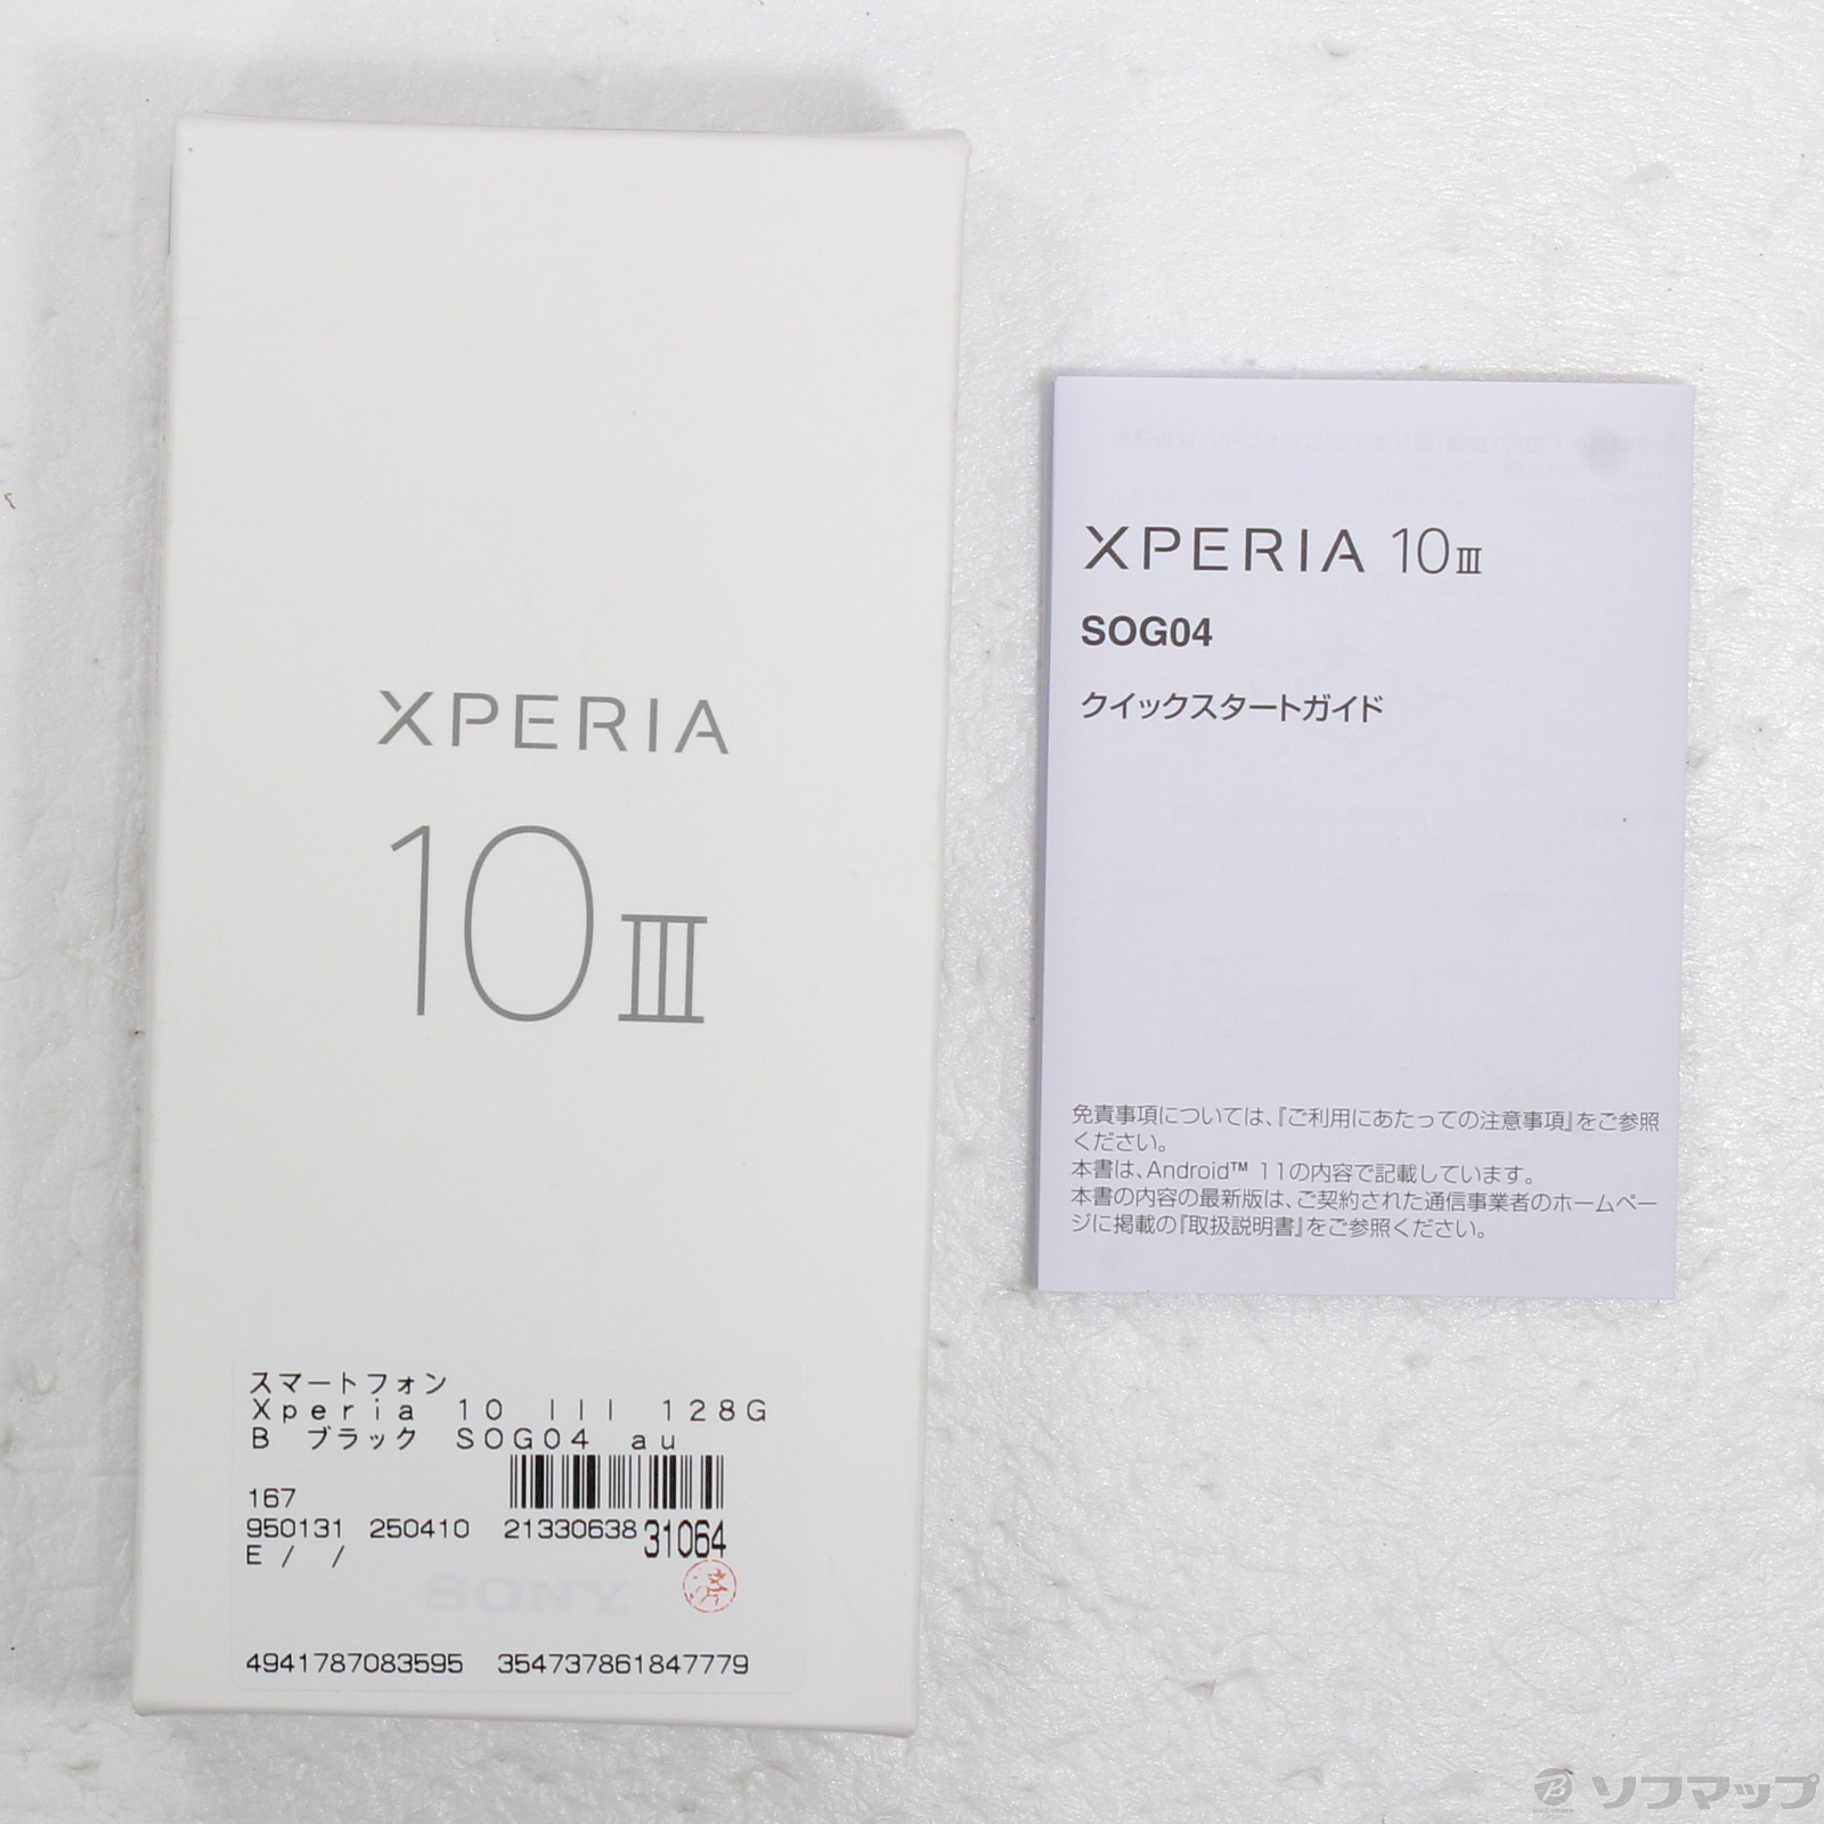 XPERIA
10 III
スマートフォン
Xperia 10 III 128G
B ブラック SOG04 au
167
950131 250410 21330638 31064
E / /
済
SONY
4941787083595 354737861847779
XPERIA 10 III
SOG04
クイックスタートガイド
免責事項については、『ご利用にあたっての注意事項』をご参照
ください。
本書は、Android™ 11の内容で記載しています。
本書の内容の最新版は、ご契約された通信事業者のホームペー
ジに掲載の『取扱説明書』をご参照ください。
ソフマップ